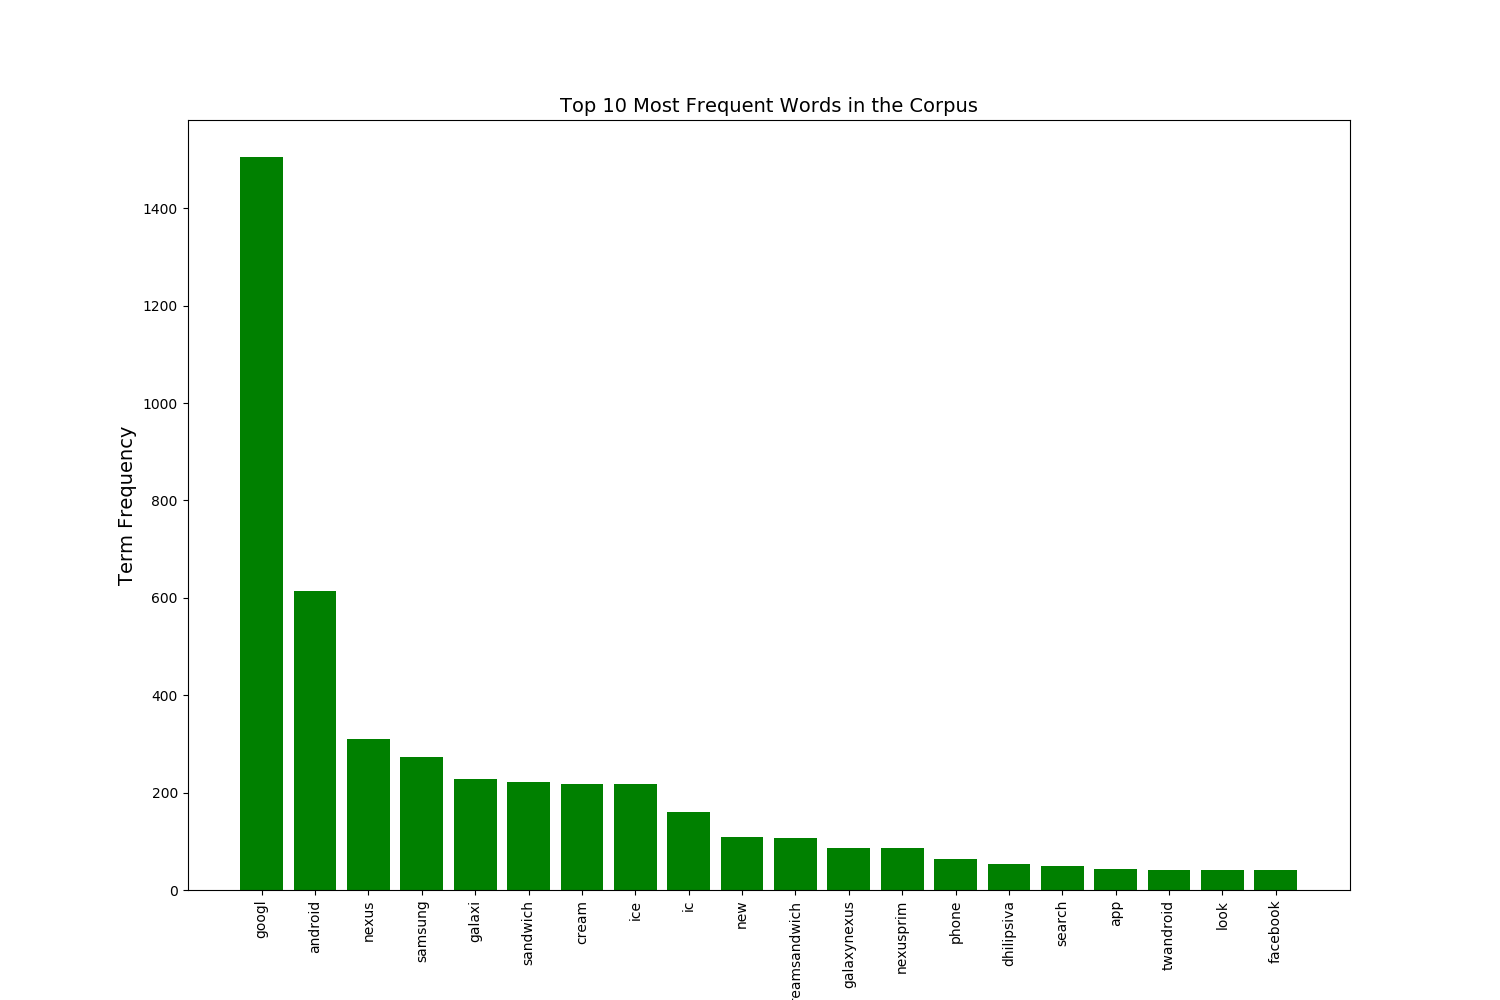 Top 10 Most Frequent Words in the Corpus
Term Frequency
1400
1200
1000
800
600
400
200
0
googl
android
nexus
samsung
galaxi
sandwich
cream
ice
ic
new
reamsandwich
galaxynexus
nexusprim
phone
dhilipsiva
search
app
twandroid
look
facebook